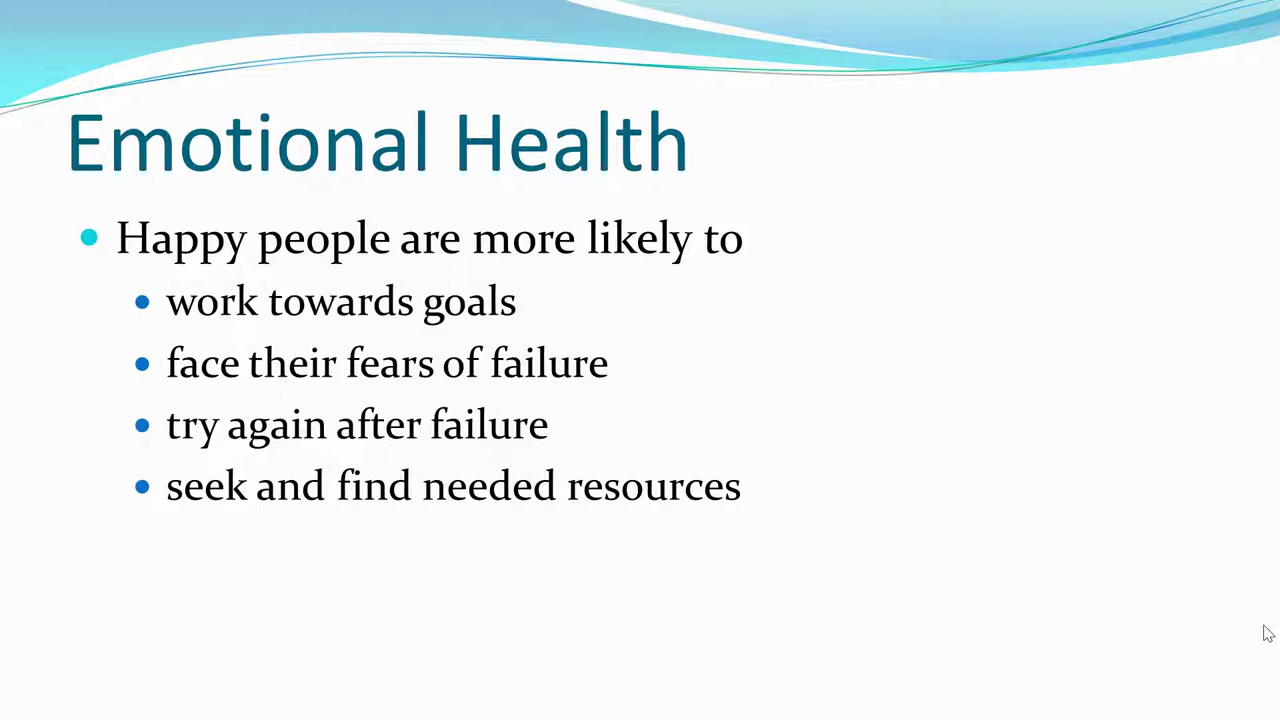 Emotional Health
Happy people are more likely to
work towards goals
face their fears of failure
try again after failure
seek and find needed resources